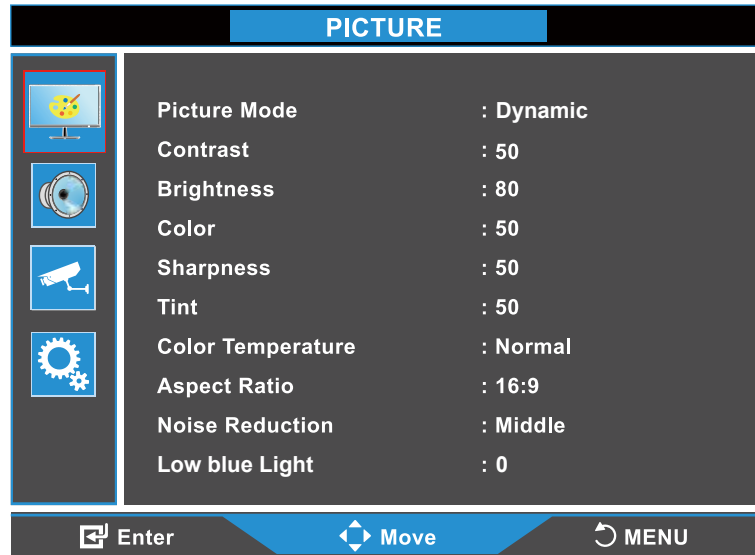 PICTURE
Picture Mode : Dynamic
Contrast : 50
Brightness : 80
Color : 50
Sharpness : 50
Tint : 50
Color Temperature : Normal
Aspect Ratio : 16:9
Noise Reduction : Middle
Low blue Light : 0
Enter Move MENU